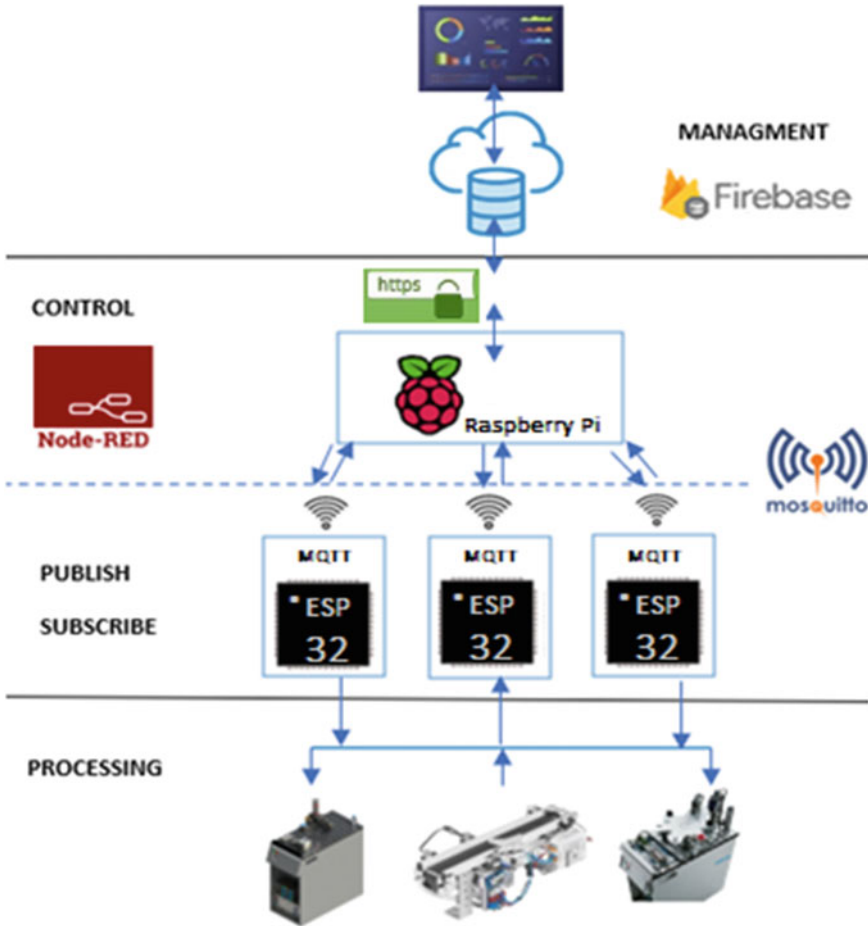 MANAGMENT
Firebase
https
CONTROL
Node-RED
Raspberry Pi
mosquitto
MQTT
MQTT
MQTT
PUBLISH
SUBSCRIBE
ESP
32
ESP
32
ESP
32
PROCESSING